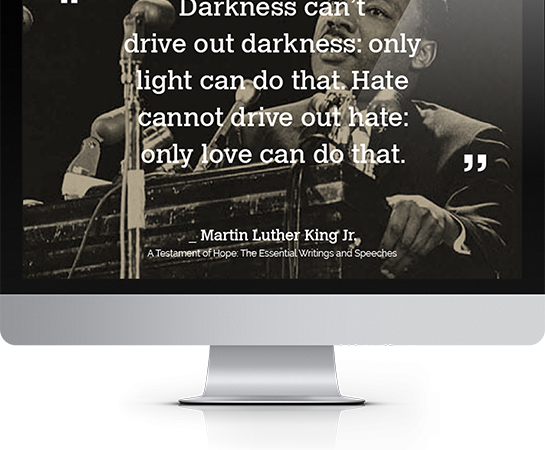 "
Darkness can't
drive out darkness: only
light can do that. Hate
cannot drive out hate:
only love can do that.
"
_ Martin Luther King Jr.
A Testament of Hope: The Essential Writings and Speeches